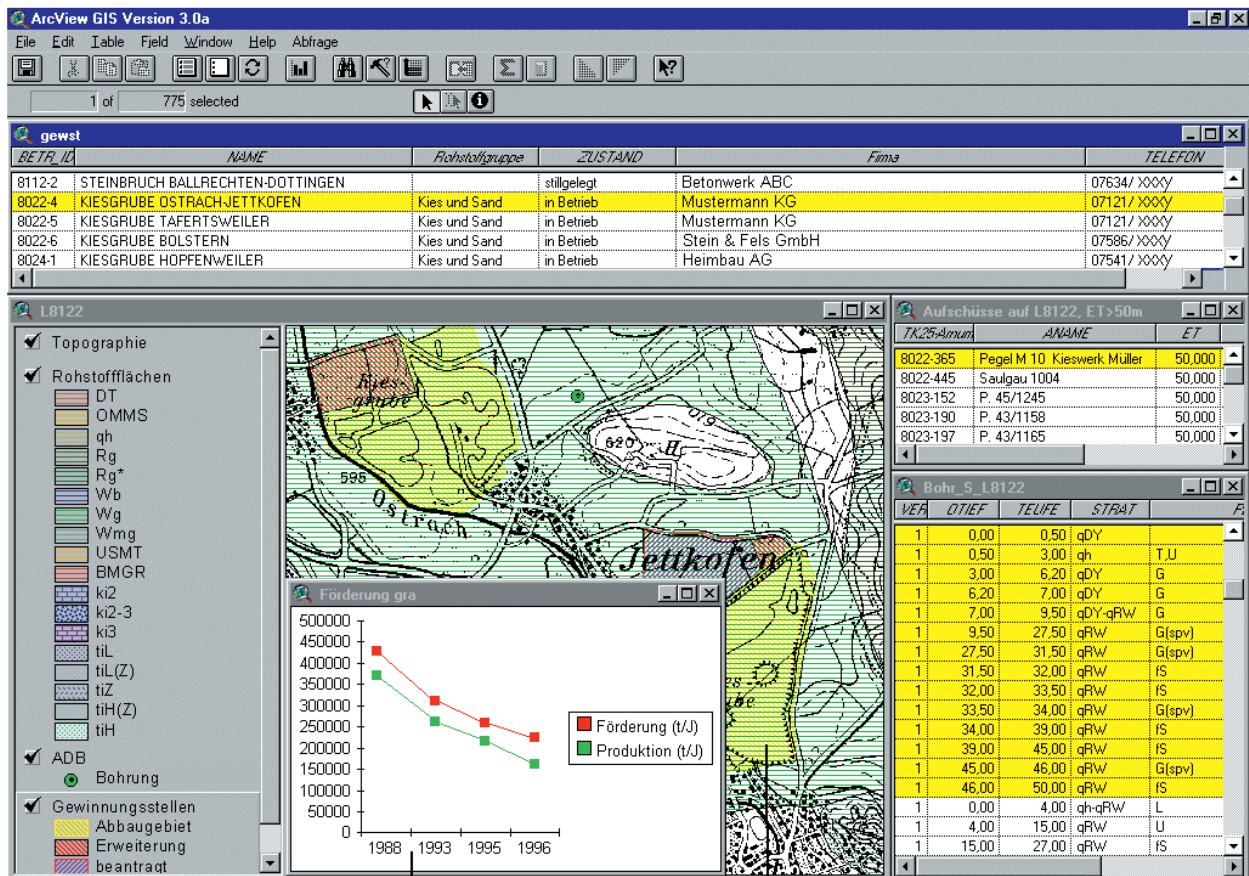 ArcView GIS Version 3.0a
File Edit Table Field Window Help Abfrage
1 of 775 selected
gewst
BETR_ID NAME Rohstoffgruppe ZUSTAND Firma TELEFON
8112-2 STEINBRUCH BALLRECHTEN-DOTTINGEN stillgelegt Betonwerk ABC 07634/ XXXy
8022-4 KIESGRUBE OSTRACH-JETTKOFEN Kies und Sand in Betrieb Mustermann KG 07121/ XXXy
8022-5 KIESGRUBE TAFERTSWEILER Kies und Sand in Betrieb Mustermann KG 07121/ XXXy
8022-6 KIESGRUBE BOLSTERN Kies und Sand in Betrieb Stein & Fels GmbH 07586/ XXXy
8024-1 KIESGRUBE HOPFENWEILER Kies und Sand in Betrieb Heimbau AG 07541/ XXXy
L8122
Topographie
Rohstoffflächen
DT
OMMS
qh
Rg
Rg*
Wb
Wg
Wmg
USMT
BMGR
ki2
ki2-3
ki3
tiL
tiL(Z)
tiZ
tiH(Z)
tiH
ADB
Bohrung
Gewinnungsstellen
Abbaugebiet
Erweiterung
beantragt
Kies-
grube
620
H
595
Ostrach
Jettkofen
Förderung gra
500000
450000
400000
350000
300000
250000
200000
150000
100000
50000
0
1988 1993 1995 1996
Förderung (t/J)
Produktion (t/J)
Aufschüsse auf L8122, ET>50m
TK25-Arnum ANAME ET
8022-365 Pegel M 10 Kieswerk Müller 50,000
8022-445 Saulgau 1004 50,000
8023-152 P. 45/1245 50,000
8023-190 P. 43/1158 50,000
8023-197 P. 43/1165 50,000
Bohr_S_L8122
VER OTIEF TEUFE STRAT
1 0,00 0,50 qDY
1 0,50 3,00 qh T,U
1 3,00 6,20 qDY G
1 6,20 7,00 qDY G
1 7,00 9,50 qDY-qRW G
1 9,50 27,50 qRW G(spv)
1 27,50 31,50 qRW G(spv)
1 31,50 32,00 qRW fS
1 32,00 33,50 qRW fS
1 33,50 34,00 qRW G(spv)
1 34,00 39,00 qRW fS
1 39,00 45,00 qRW fS
1 45,00 46,00 qRW G(spv)
1 46,00 50,00 qRW fS
1 0,00 4,00 qh-qRW L
1 4,00 15,00 qRW U
1 15,00 27,00 qRW fS